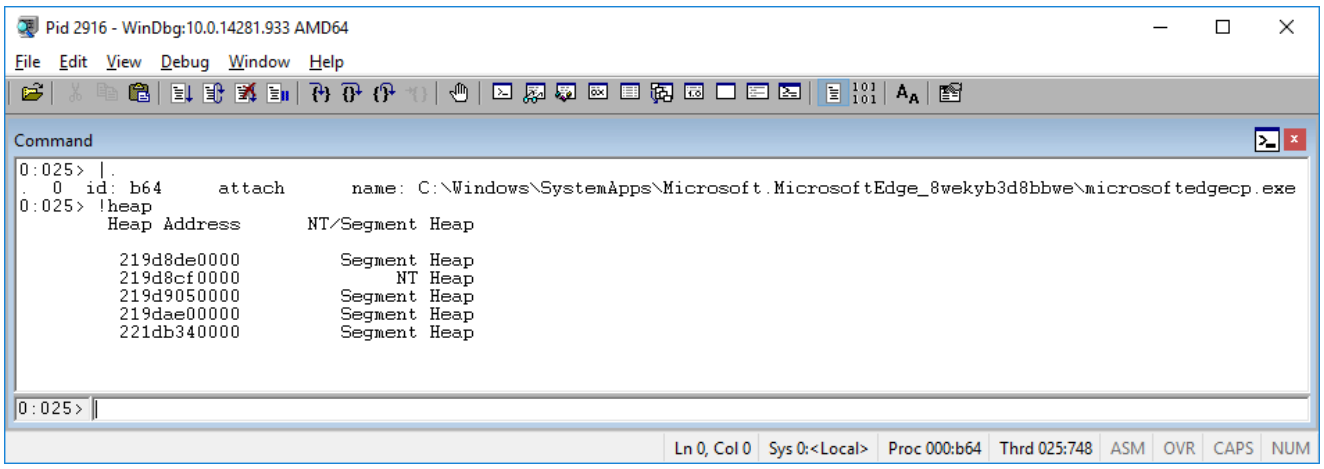 Pid 2916 - WinDbg:10.0.14281.933 AMD64
File Edit View Debug Window Help
Command
0:025> |.
. 0 id: b64 attach name: C:\Windows\SystemApps\Microsoft.MicrosoftEdge_8wekyb3d8bbwe\microsoftedgecp.exe
0:025> !heap
Heap Address NT/Segment Heap
219d8de0000 Segment Heap
219d8cf0000 NT Heap
219d9050000 Segment Heap
219dae00000 Segment Heap
221db340000 Segment Heap
0:025>
Ln 0, Col 0 Sys 0:<Local> Proc 000:b64 Thrd 025:748 ASM OVR CAPS NUM